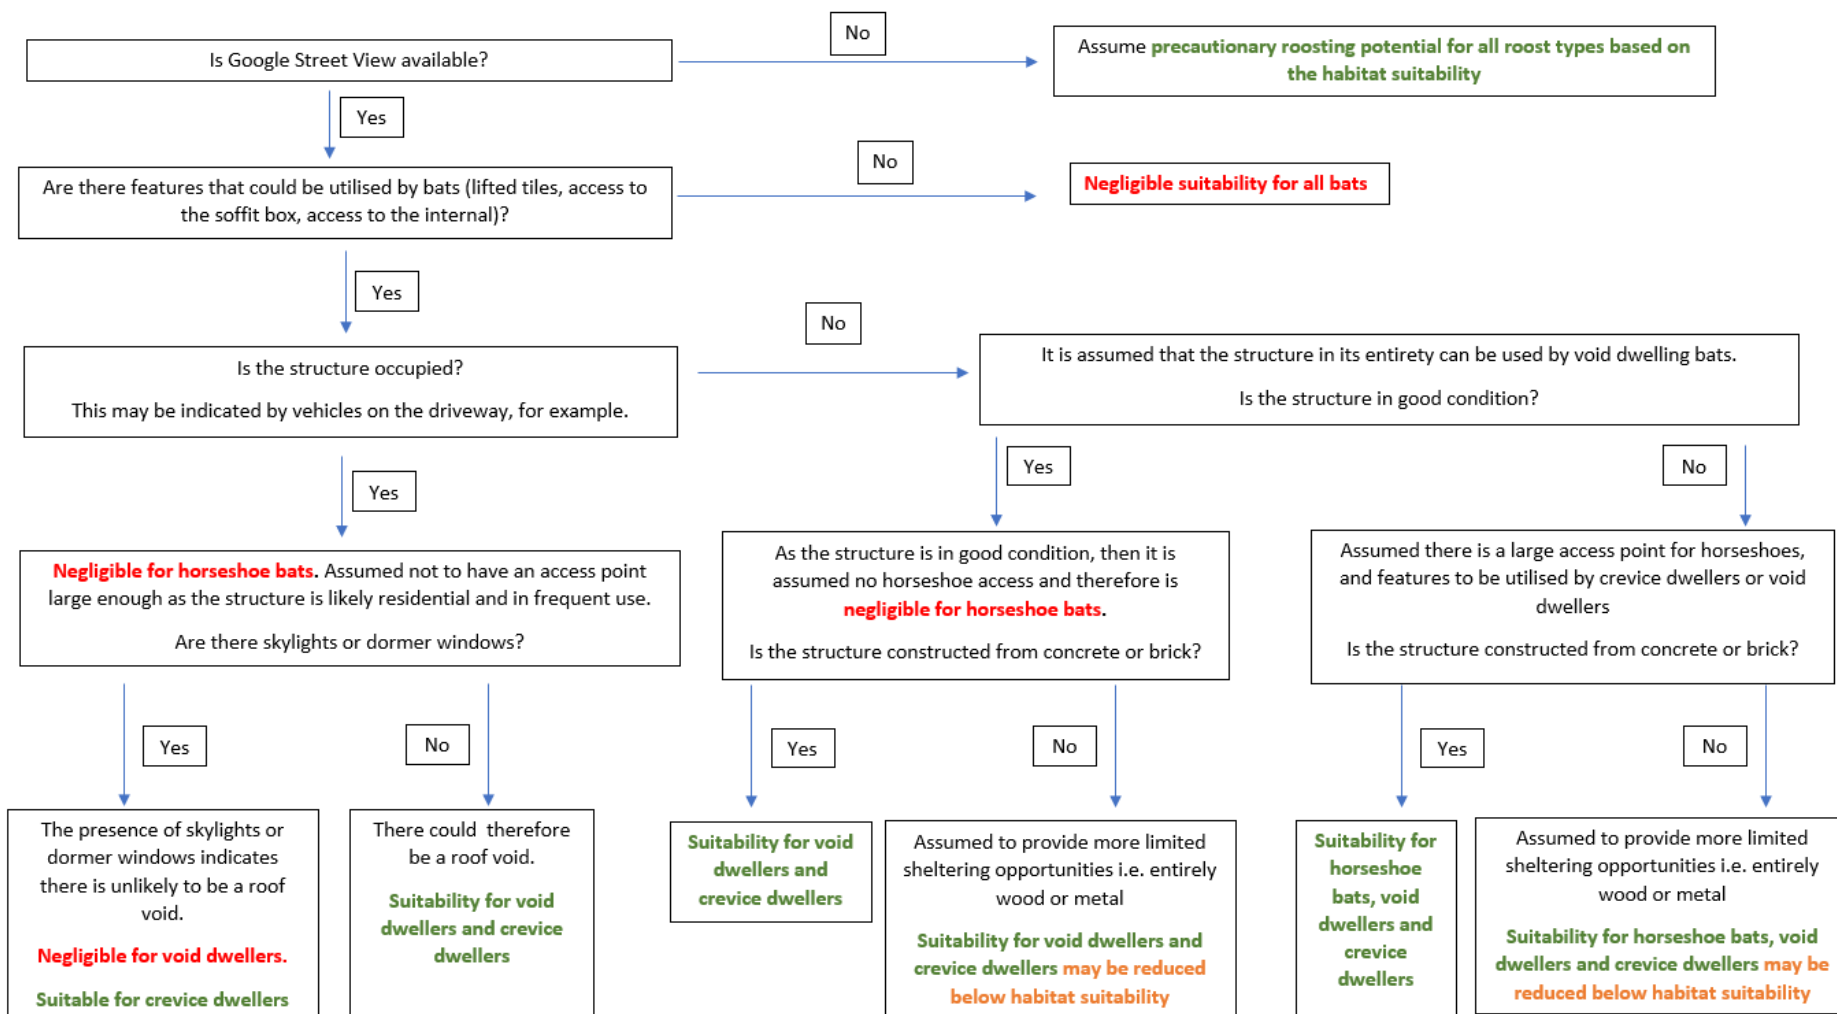 Is Google Street View available?
No
Assume precautionary roosting potential for all roost types based on
the habitat suitability
Yes
Are there features that could be utilised by bats (lifted tiles, access to
the soffit box, access to the internal)?
No
Negligible suitability for all bats
Yes
Is the structure occupied?
This may be indicated by vehicles on the driveway, for example.
No
It is assumed that the structure in its entirety can be used by void dwelling bats.
Is the structure in good condition?
Yes
Yes
No
Negligible for horseshoe bats. Assumed not to have an access point
large enough as the structure is likely residential and in frequent use.
Are there skylights or dormer windows?
As the structure is in good condition, then it is
assumed no horseshoe access and therefore is
negligible for horseshoe bats.
Is the structure constructed from concrete or brick?
Assumed there is a large access point for horseshoes,
and features to be utilised by crevice dwellers or void
dwellers
Is the structure constructed from concrete or brick?
Yes
No
Yes
No
Yes
No
The presence of skylights or
dormer windows indicates
there is unlikely to be a roof
void.
Negligible for void dwellers.
Suitable for crevice dwellers
There could therefore
be a roof void.
Suitability for void
dwellers and crevice
dwellers
Suitability for void
dwellers and
crevice dwellers
Assumed to provide more limited
sheltering opportunities i.e. entirely
wood or metal
Suitability for void dwellers and
crevice dwellers may be reduced
below habitat suitability
Suitability for
horseshoe
bats, void
dwellers and
crevice
dwellers
Assumed to provide more limited
sheltering opportunities i.e. entirely
wood or metal
Suitability for horseshoe bats, void
dwellers and crevice dwellers may be
reduced below habitat suitability